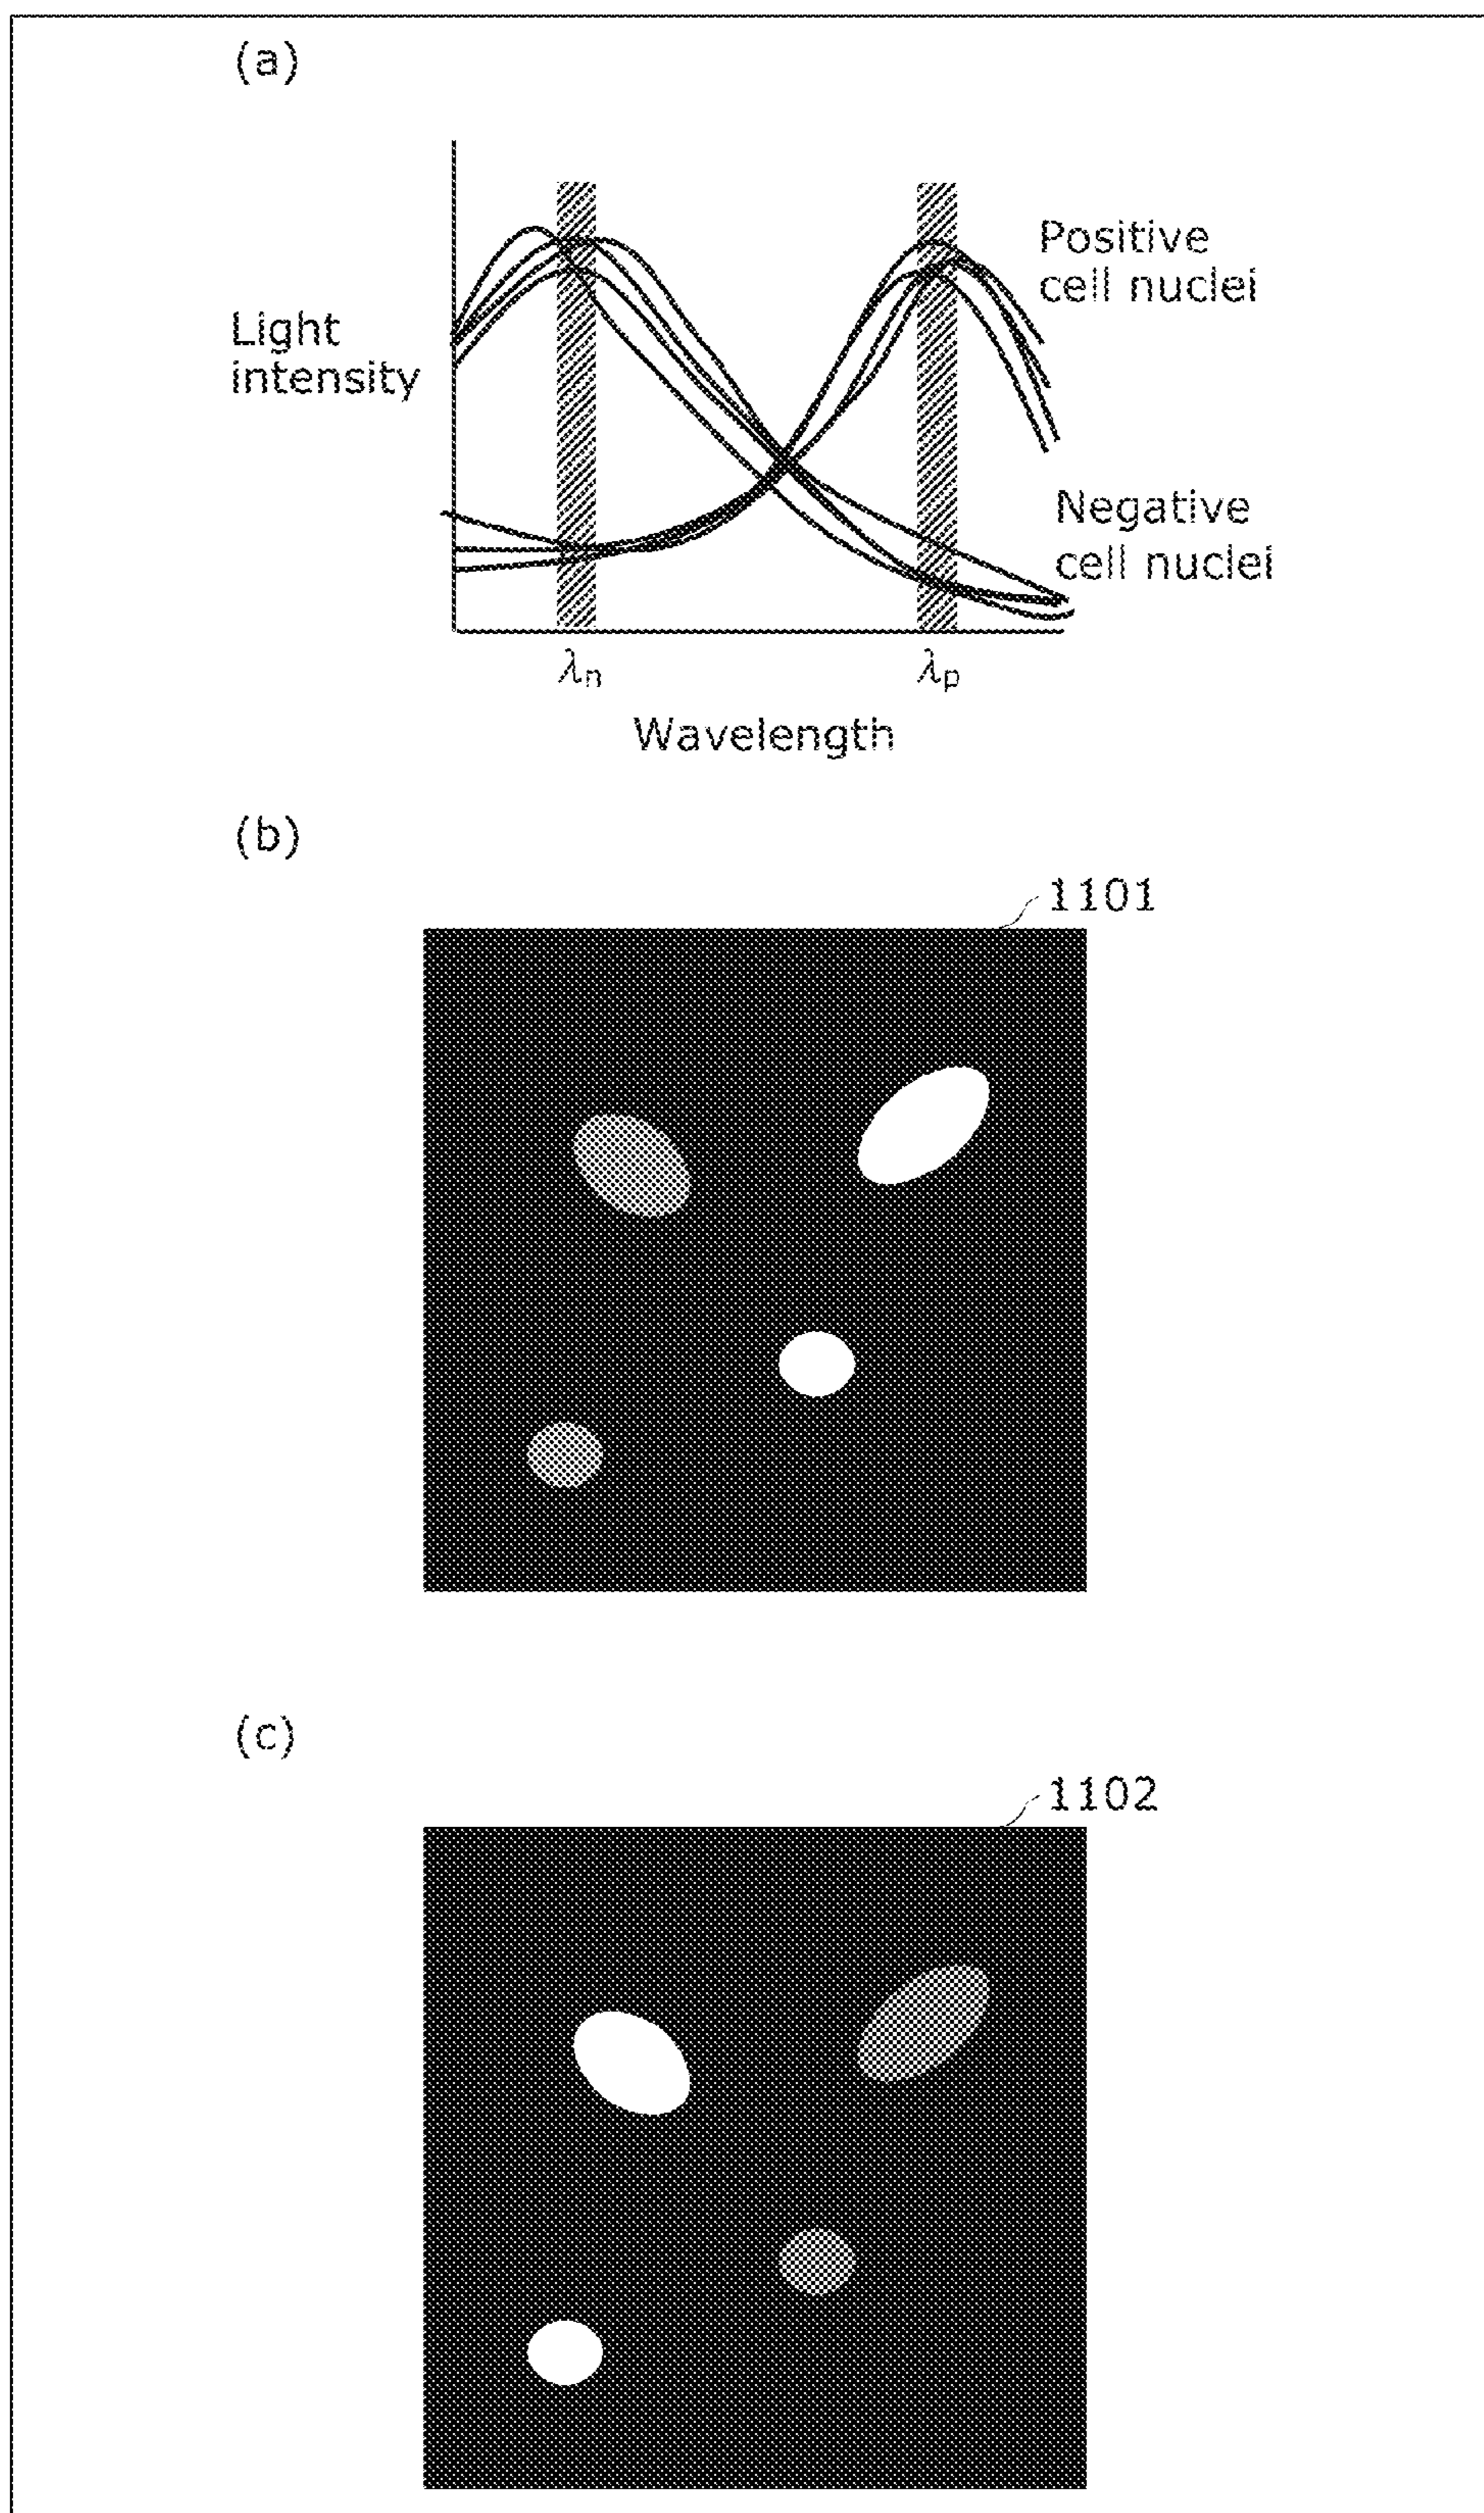 (a)
Light
intensity
Positive
cell nuclei
Negative
cell nuclei
λn
λp
Wavelength
(b)
1101
(c)
1102